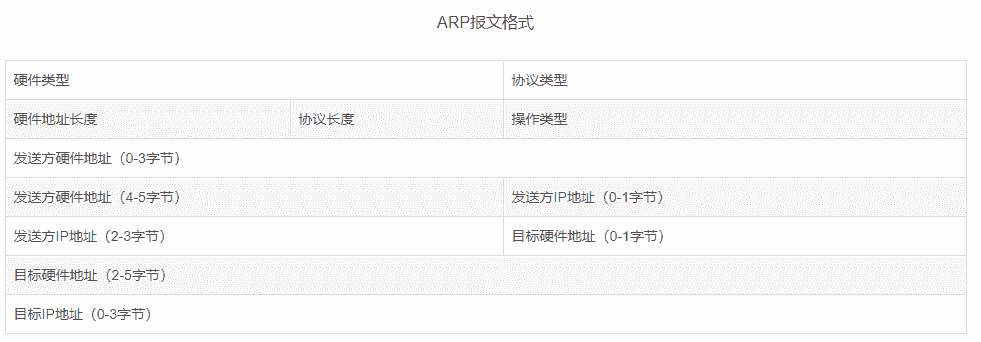 ARP报文格式
硬件类型 协议类型
硬件地址长度 协议长度 操作类型
发送方硬件地址（0-3字节）
发送方硬件地址（4-5字节） 发送方IP地址（0-1字节）
发送方IP地址（2-3字节） 目标硬件地址（0-1字节）
目标硬件地址（2-5字节）
目标IP地址（0-3字节）